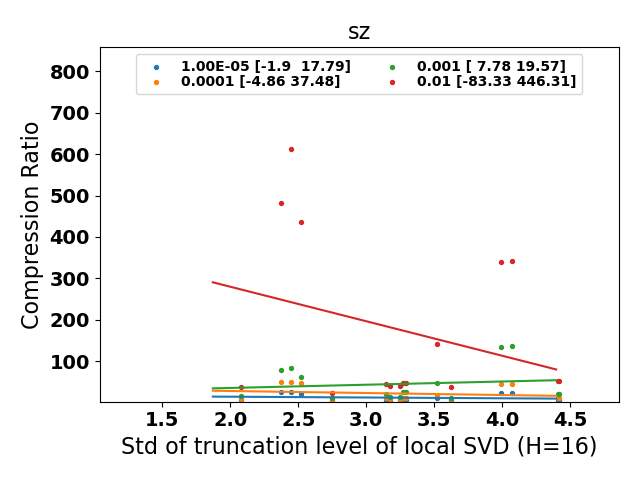 sz
1.00E-05 [-1.9 17.79]
0.0001 [-4.86 37.48]
0.001 [ 7.78 19.57]
0.01 [-83.33 446.31]
Compression Ratio
800
700
600
500
400
300
200
100
1.5 2.0 2.5 3.0 3.5 4.0 4.5
Std of truncation level of local SVD (H=16)